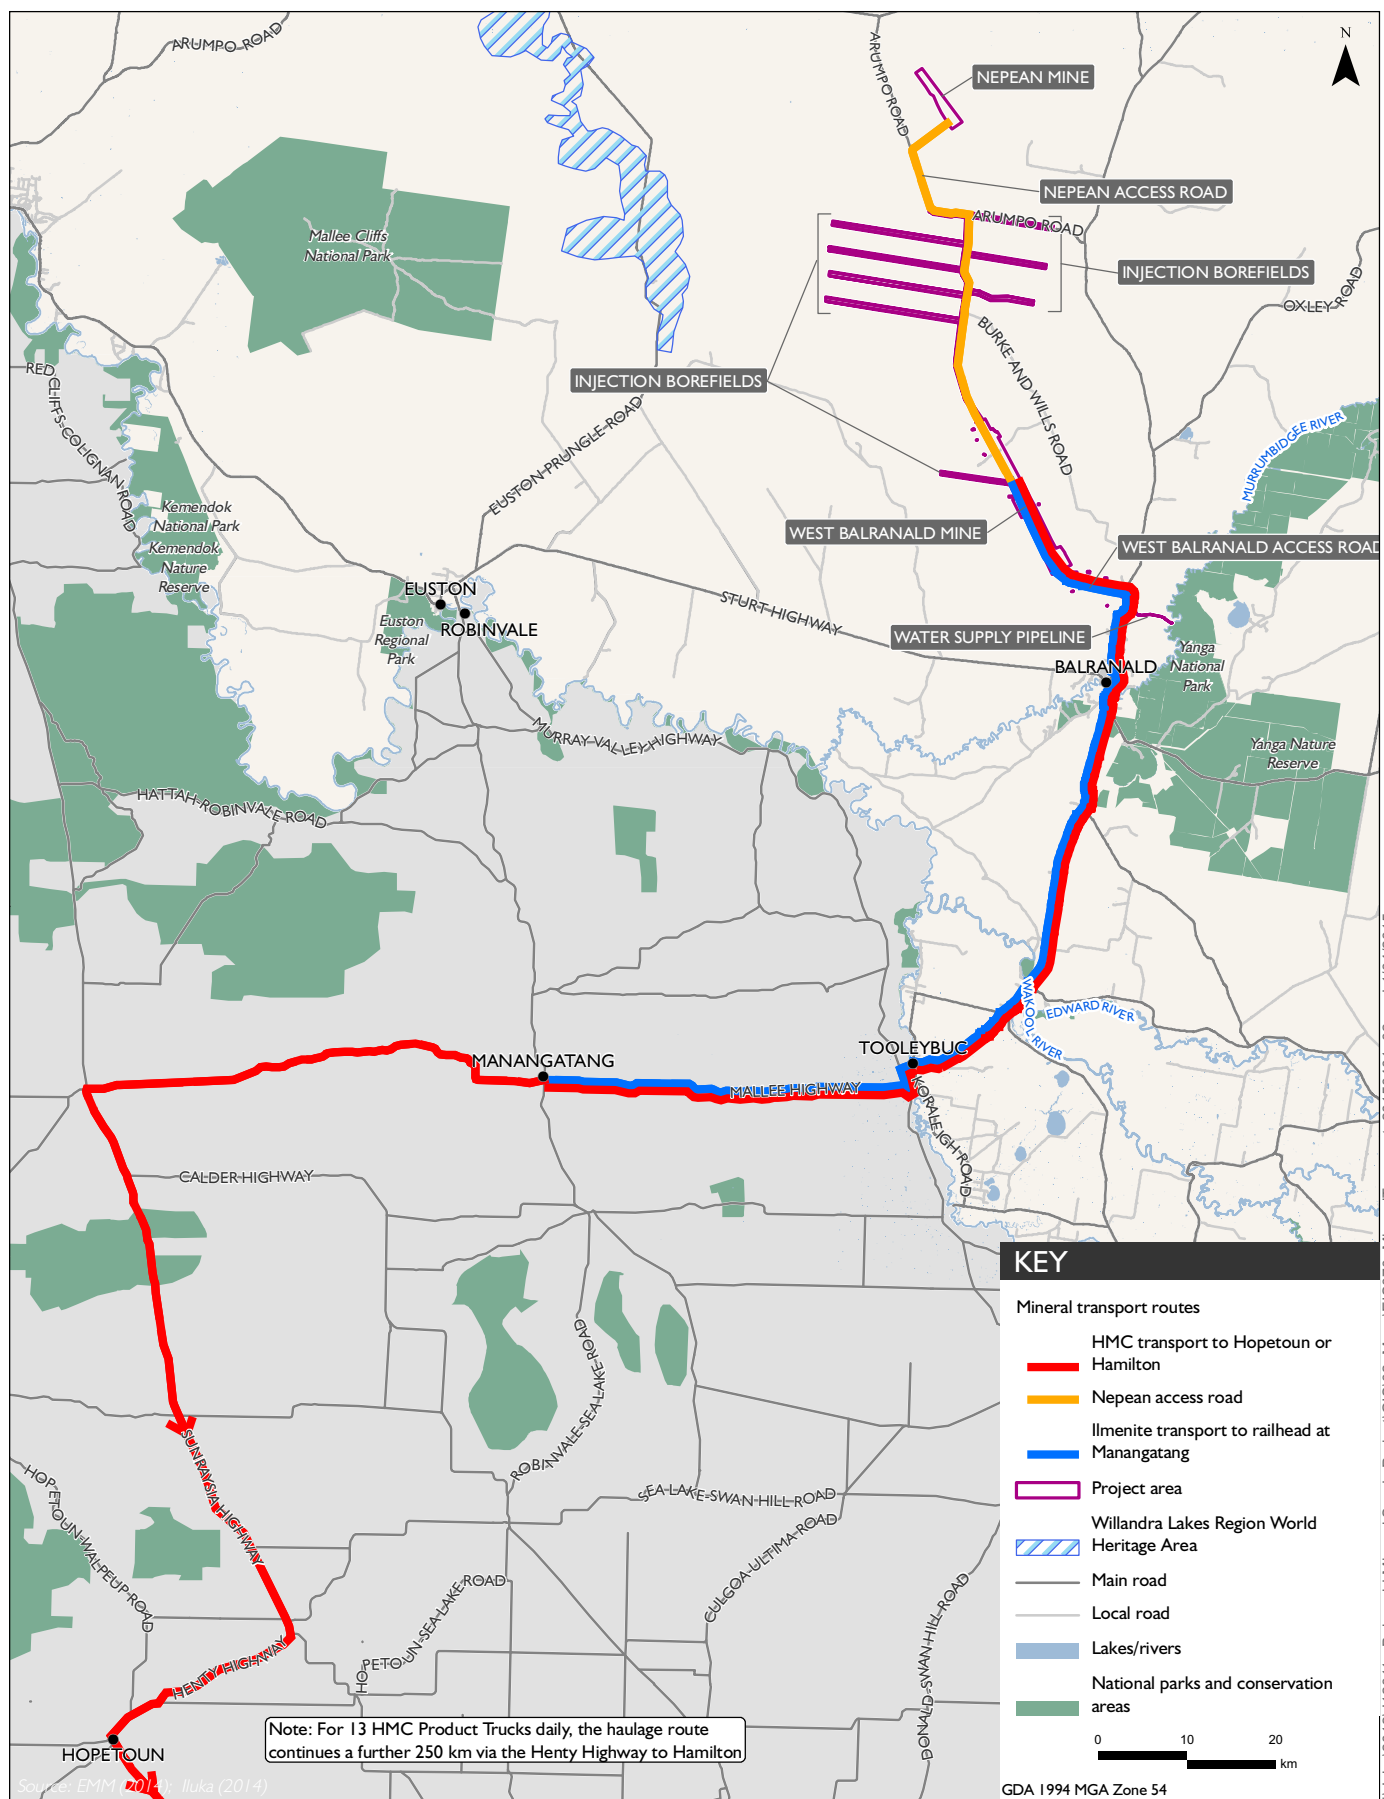 ARUMPO ROAD
ARUMPO ROAD
N
NEPEAN MINE
NEPEAN ACCESS ROAD
ARUMPO ROAD
Mallee Cliffs
National Park
INJECTION BOREFIELDS
OXLEY ROAD
BURKE AND WILLS ROAD
RED CLIFFS-COLIGNAN ROAD
INJECTION BOREFIELDS
EUSTON PRUNGLE ROAD
MURRUMBIDGEE RIVER
Kemendok
National Park
Kemendok
Nature
Reserve
WEST BALRANALD MINE
WEST BALRANALD ACCESS ROAD
EUSTON
ROBINVALE
Euston
Regional
Park
STURT HIGHWAY
WATER SUPPLY PIPELINE
BALRANALD
Yanga
National
Park
MURRAY VALLEY HIGHWAY
Yanga Nature
Reserve
HATTAH-ROBINVALE ROAD
WAKOOL RIVER
EDWARD RIVER
TOOLEYBUC
MANANGATANG
MALLEE HIGHWAY
KORALEIGH ROAD
CALDER HIGHWAY
ROBINVALE-SEA LAKE ROAD
SUNRAYSIA HIGHWAY
HOPETOUN-WALPEUP ROAD
SEA LAKE-SWAN HILL ROAD
CULGOA-ULTIMA ROAD
HOPETOUN-SEA LAKE ROAD
DONALD-SWAN HILL ROAD
HENTY HIGHWAY
HOPETOUN
Note: For 13 HMC Product Trucks daily, the haulage route
continues a further 250 km via the Henty Highway to Hamilton
Source: EMM (2014); Iluka (2014)
KEY
Mineral transport routes
HMC transport to Hopetoun or
Hamilton
Nepean access road
Ilmenite transport to railhead at
Manangatang
Project area
Willandra Lakes Region World
Heritage Area
Main road
Local road
Lakes/rivers
National parks and conservation
areas
0 10 20
km
GDA 1994 MGA Zone 54